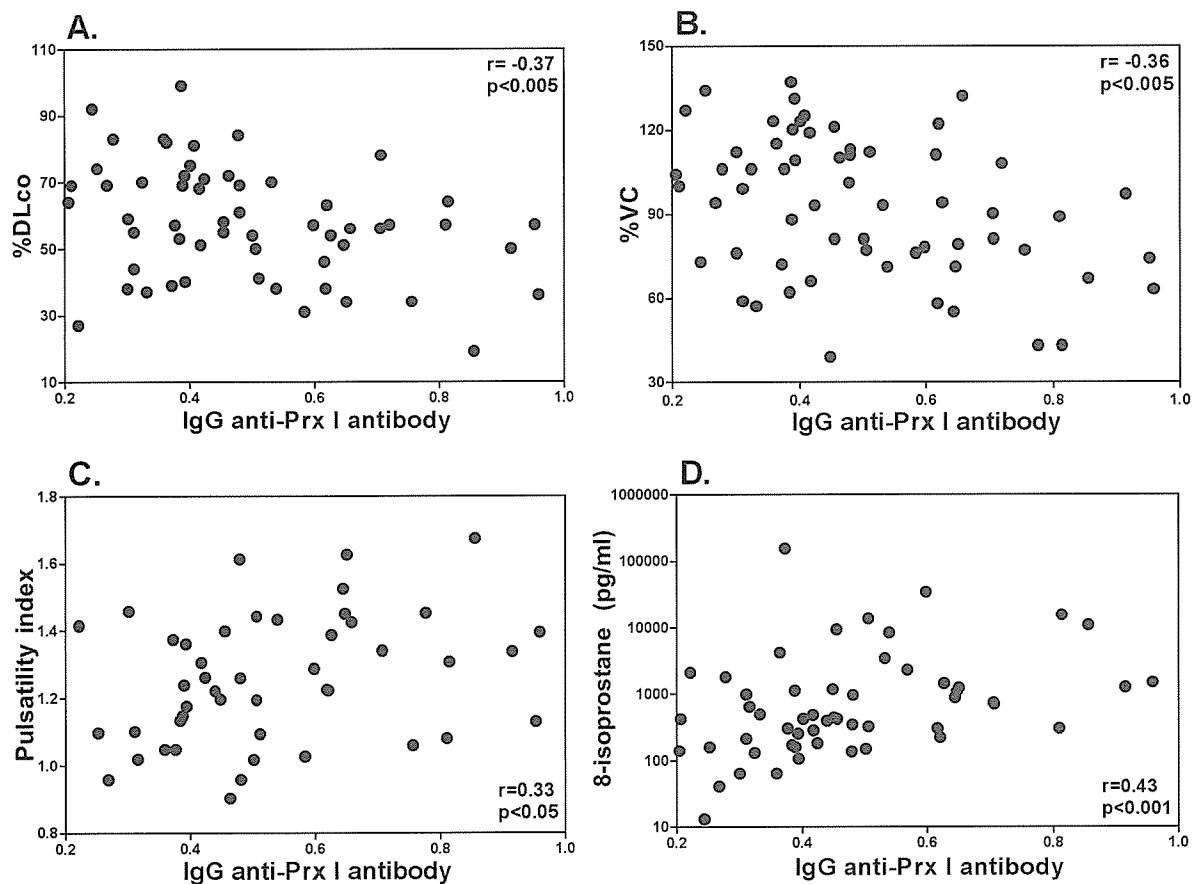 A.
110
90
70
50
30
10
%DLco
r= -0.37
p<0.005
0.2 0.4 0.6 0.8 1.0
IgG anti-Prx I antibody
B.
150
120
90
60
30
%VC
r= -0.36
p<0.005
0.2 0.4 0.6 0.8 1.0
IgG anti-Prx I antibody
C.
1.8
1.6
1.4
1.2
1.0
0.8
Pulsatility index
r=0.33
p<0.05
0.2 0.4 0.6 0.8 1.0
IgG anti-Prx I antibody
D.
1000000
100000
10000
1000
100
10
8-isoprostane (pg/ml)
r=0.43
p<0.001
0.2 0.4 0.6 0.8 1.0
IgG anti-Prx I antibody